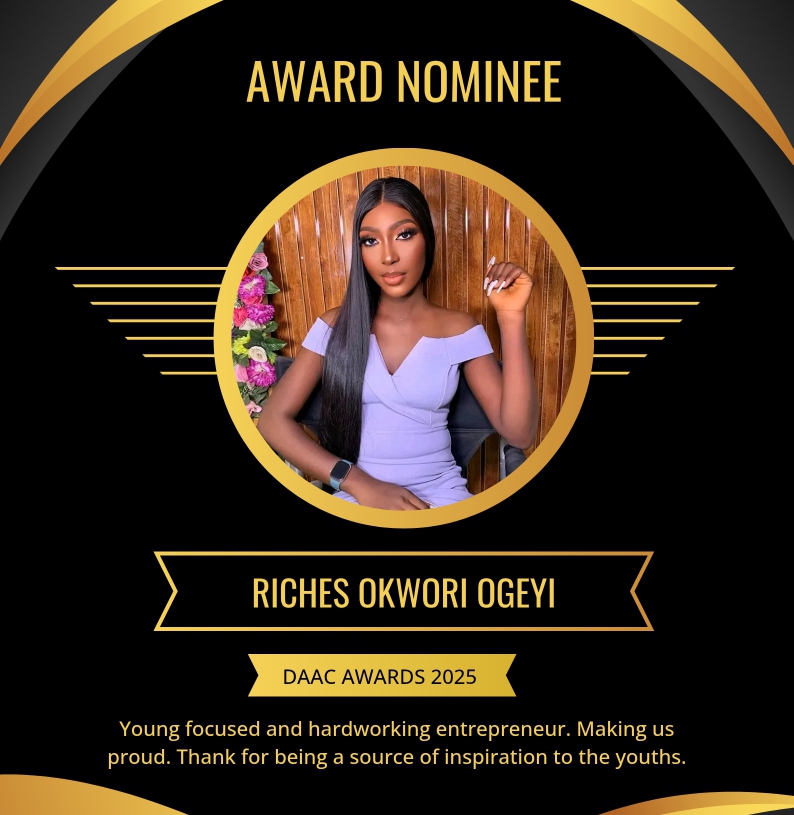 AWARD NOMINEE
RICHES OKWORI OGEYI
DAAC AWARDS 2025
Young focused and hardworking entrepreneur. Making us
proud. Thank for being a source of inspiration to the youths.